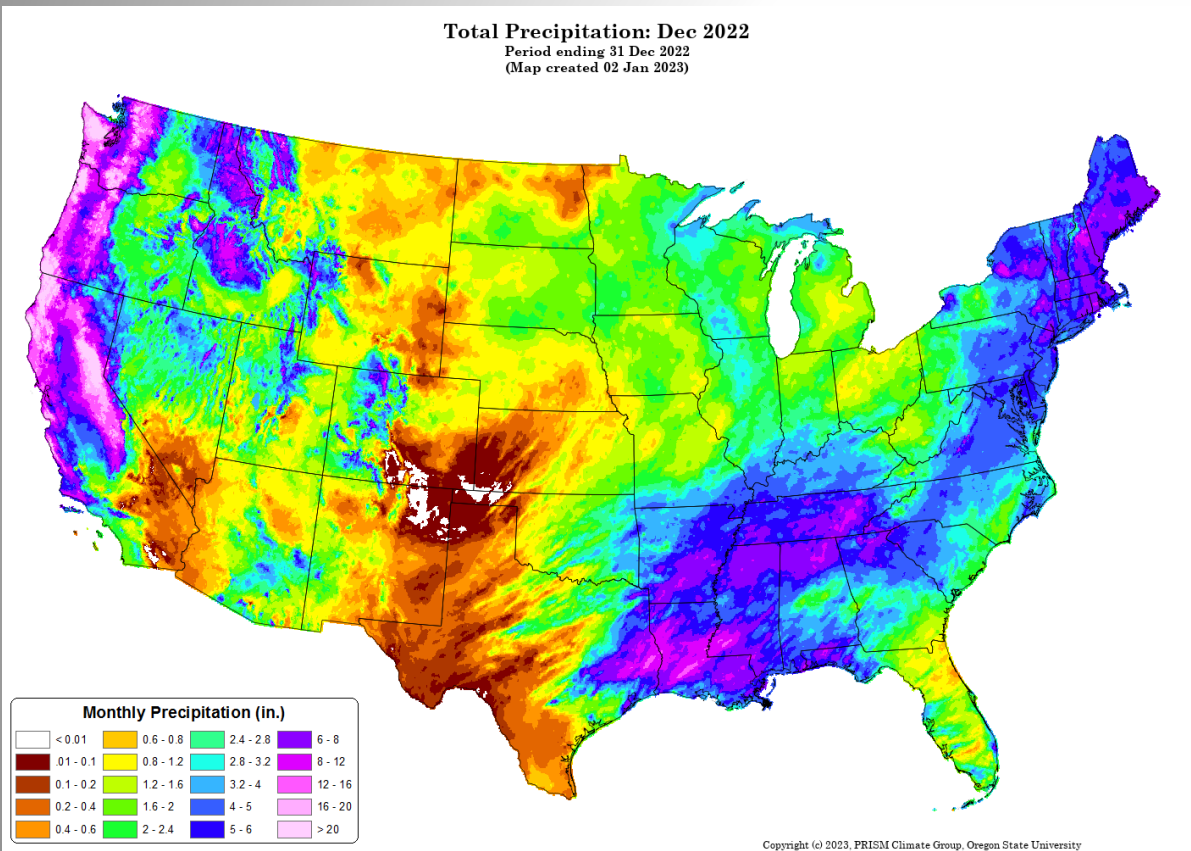 Total Precipitation: Dec 2022
Period ending 31 Dec 2022
(Map created 02 Jan 2023)
Monthly Precipitation (in.)
< 0.01
.01 - 0.1
0.1 - 0.2
0.2 - 0.4
0.4 - 0.6
0.6 - 0.8
0.8 - 1.2
1.2 - 1.6
1.6 - 2
2 - 2.4
2.4 - 2.8
2.8 - 3.2
3.2 - 4
4 - 5
5 - 6
6 - 8
8 - 12
12 - 16
16 - 20
> 20
Copyright (c) 2023, PRISM Climate Group, Oregon State University